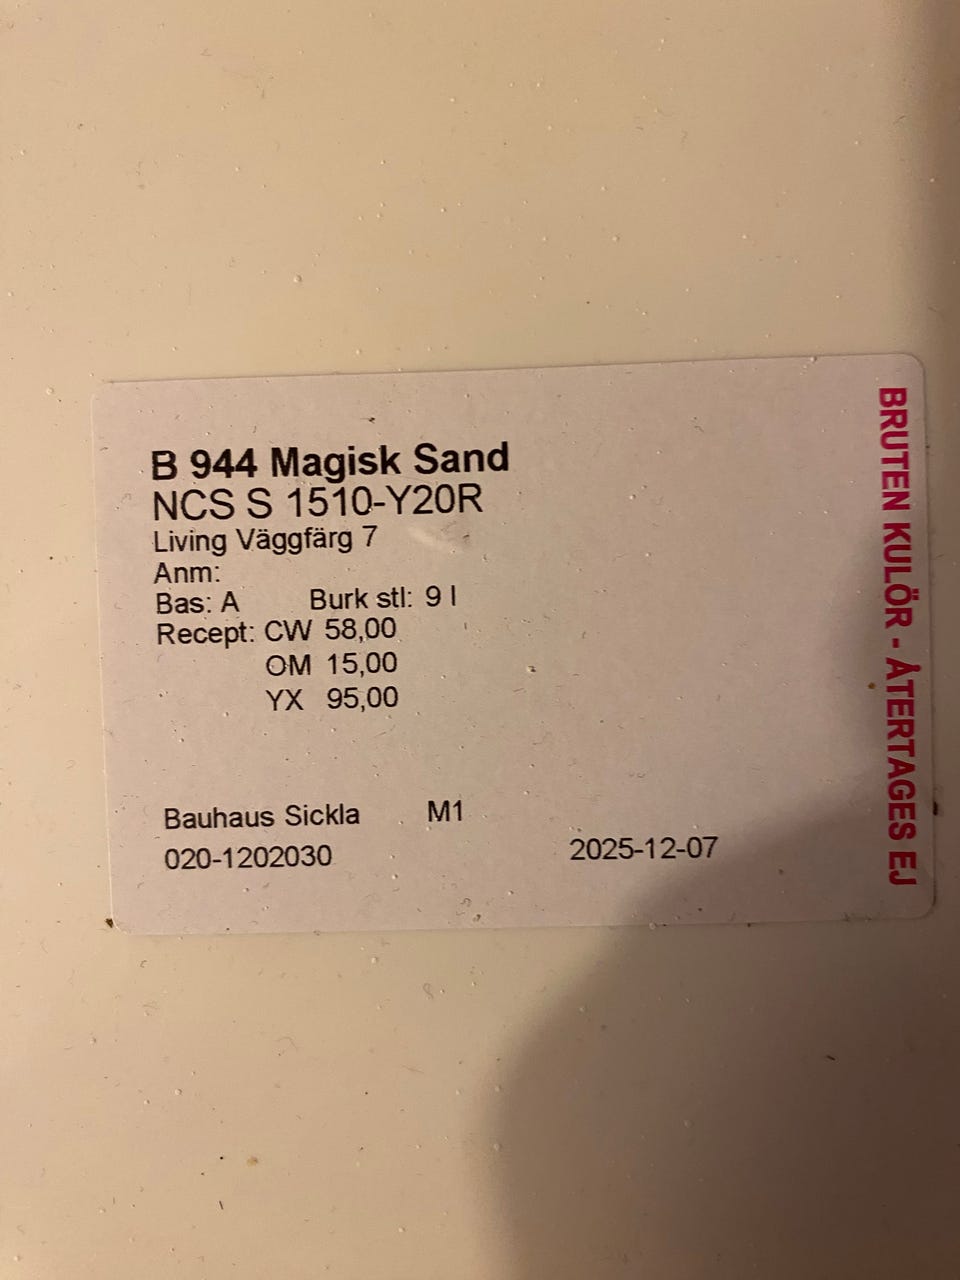 B 944 Magisk Sand
NCS S 1510-Y20R
Living Väggfärg 7
Anm:
Bas: A Burk stl: 9 l
Recept: CW 58,00
OM 15,00
YX 95,00
Bauhaus Sickla M1
020-1202030 2025-12-07
BRUTEN KULÖR - ÅTERTAGES EJ